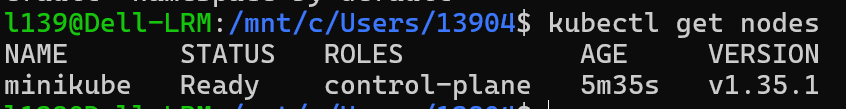 l139@Dell-LRM:/mnt/c/Users/13904$ kubectl get nodes
NAME       STATUS   ROLES           AGE     VERSION
minikube   Ready    control-plane   5m35s   v1.35.1